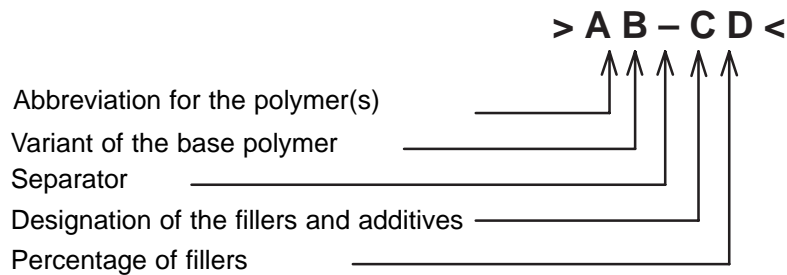 > A B – C D <
Abbreviation for the polymer(s)
Variant of the base polymer
Separator
Designation of the fillers and additives
Percentage of fillers